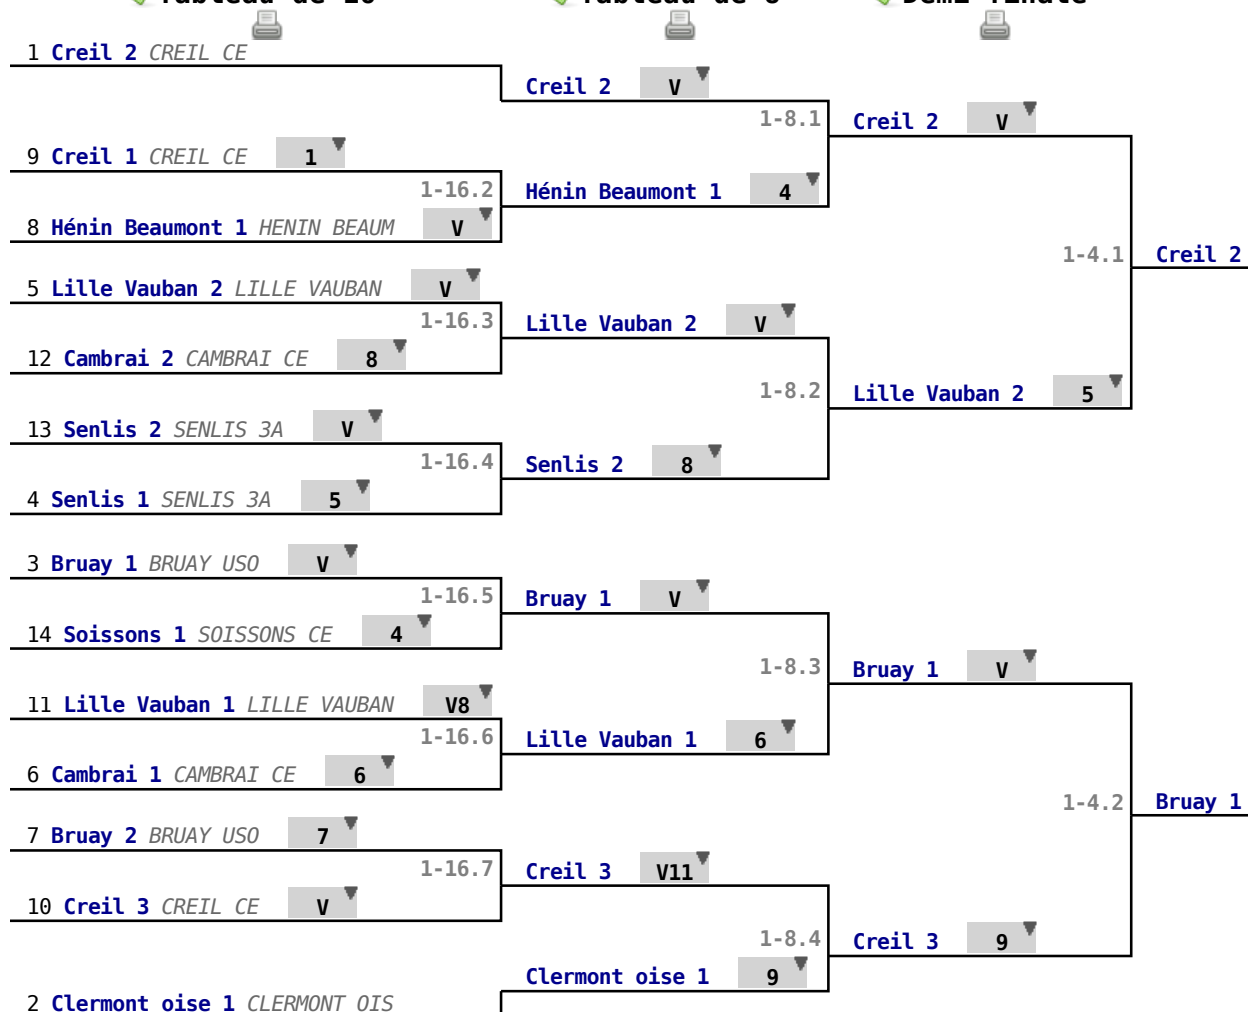 Tableau de 16 Tableau de 8 Demi-finale
1 Creil 2 CREIL CE
Creil 2 V
1-8.1
Creil 2 V
9 Creil 1 CREIL CE 1
1-16.2
Hénin Beaumont 1 4
8 Hénin Beaumont 1 HENIN BEAUM V
1-4.1
Creil 2
5 Lille Vauban 2 LILLE VAUBAN V
1-16.3
Lille Vauban 2 V
12 Cambrai 2 CAMBRAI CE 8
1-8.2
Lille Vauban 2 5
13 Senlis 2 SENLIS 3A V
1-16.4
Senlis 2 8
4 Senlis 1 SENLIS 3A 5
3 Bruay 1 BRUAY USO V
1-16.5
Bruay 1 V
14 Soissons 1 SOISSONS CE 4
1-8.3
Bruay 1 V
11 Lille Vauban 1 LILLE VAUBAN V8
1-16.6
Lille Vauban 1 6
6 Cambrai 1 CAMBRAI CE 6
1-4.2
Bruay 1
7 Bruay 2 BRUAY USO 7
1-16.7
Creil 3 V11
10 Creil 3 CREIL CE V
1-8.4
Creil 3 9
Clermont oise 1 9
2 Clermont oise 1 CLERMONT OIS